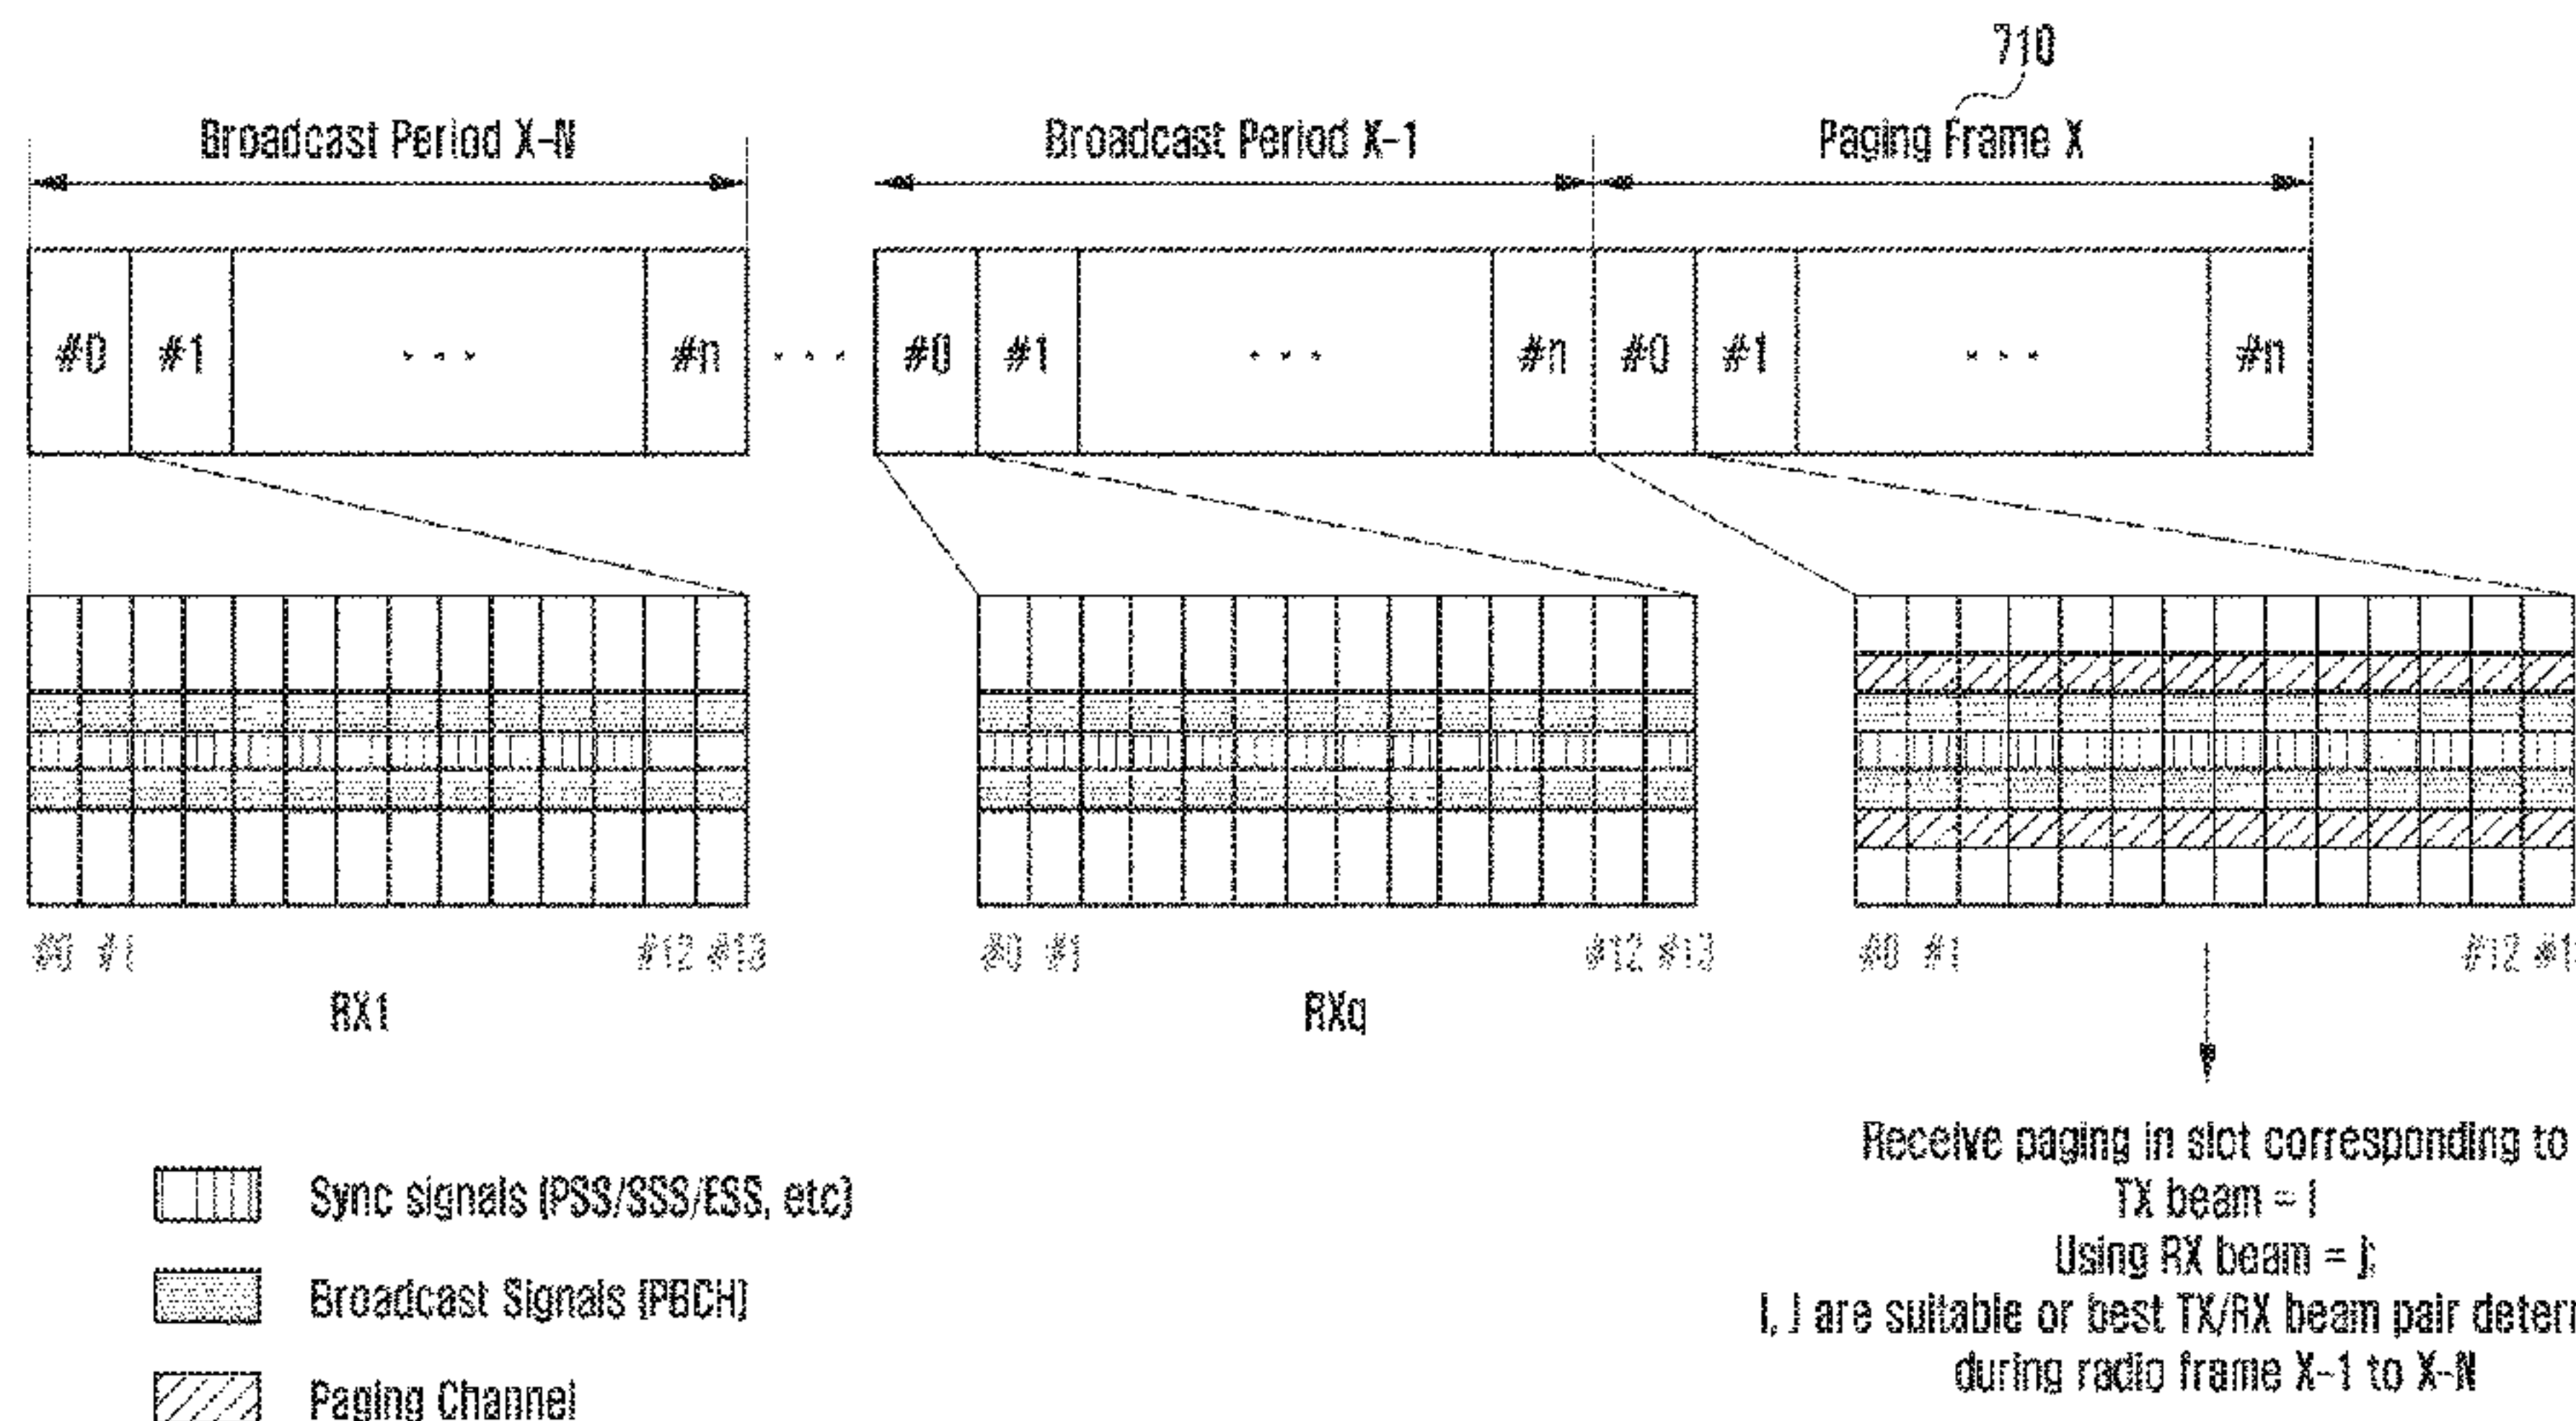 710
Broadcast Period X-N
Broadcast Period X-1
Paging Frame X
#0 #1 ... #n ... #0 #1 ... #n #0 #1 ... #n
#0 #1 #12 #13
#0 #1 #12 #13
#0 #1 #12
RX1
RXq
Receive paging in slot corresponding to
TX beam = i
Using RX beam = j;
i, j are suitable or best TX/RX beam pair
during radio frame X-1 to X-N
Sync signals (PSS/SSS/ESS, etc)
Broadcast Signals (PBCH)
Paging Channel